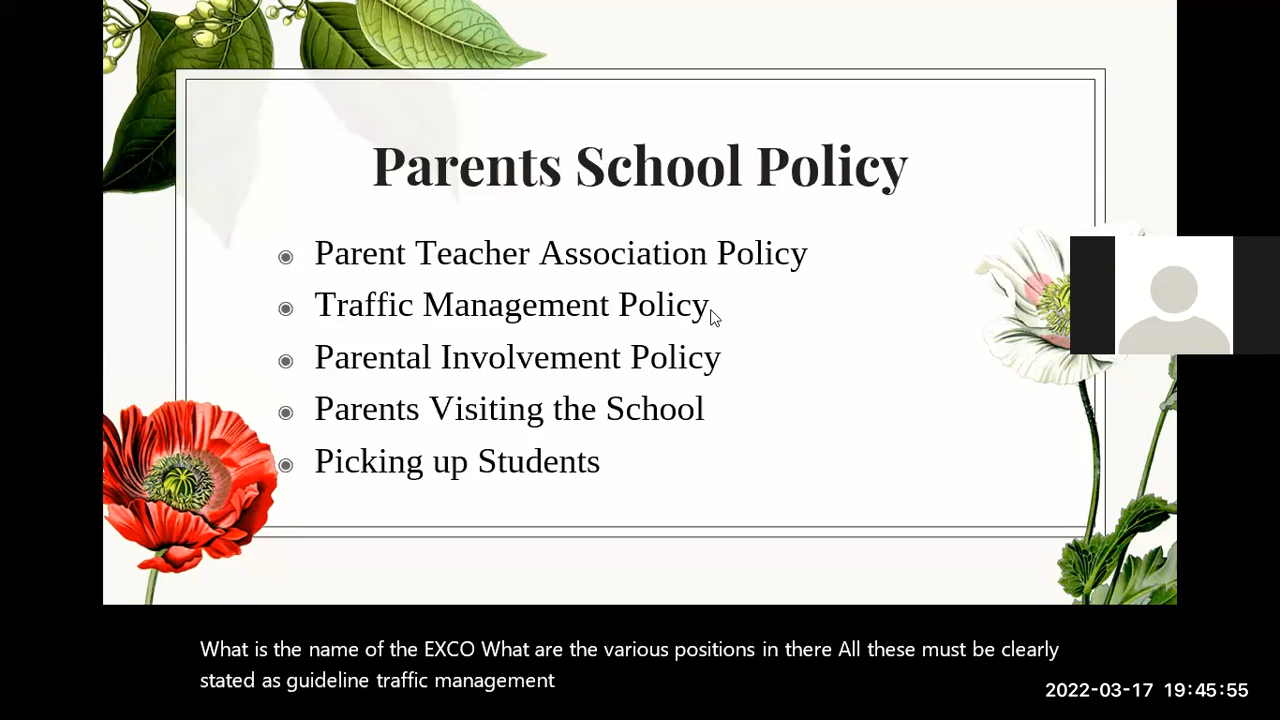 Parents School Policy
Parent Teacher Association Policy
Traffic Management Policy
Parental Involvement Policy
Parents Visiting the School
Picking up Students
What is the name of the EXCO What are the various positions in there All these must be clearly
stated as guideline traffic management
2022-03-17 19:45:55